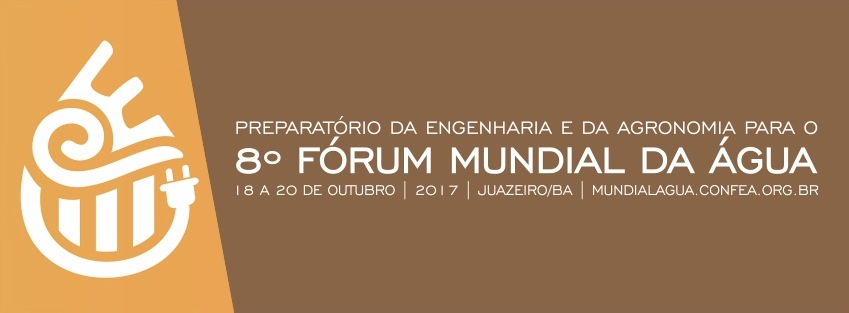 PREPARATÓRIO DA ENGENHARIA E DA AGRONOMIA PARA O
8º FÓRUM MUNDIAL DA ÁGUA
18 A 20 DE OUTUBRO | 2017 | JUAZEIRO/BA | MUNDIALAGUA.CONFEA.ORG.BR